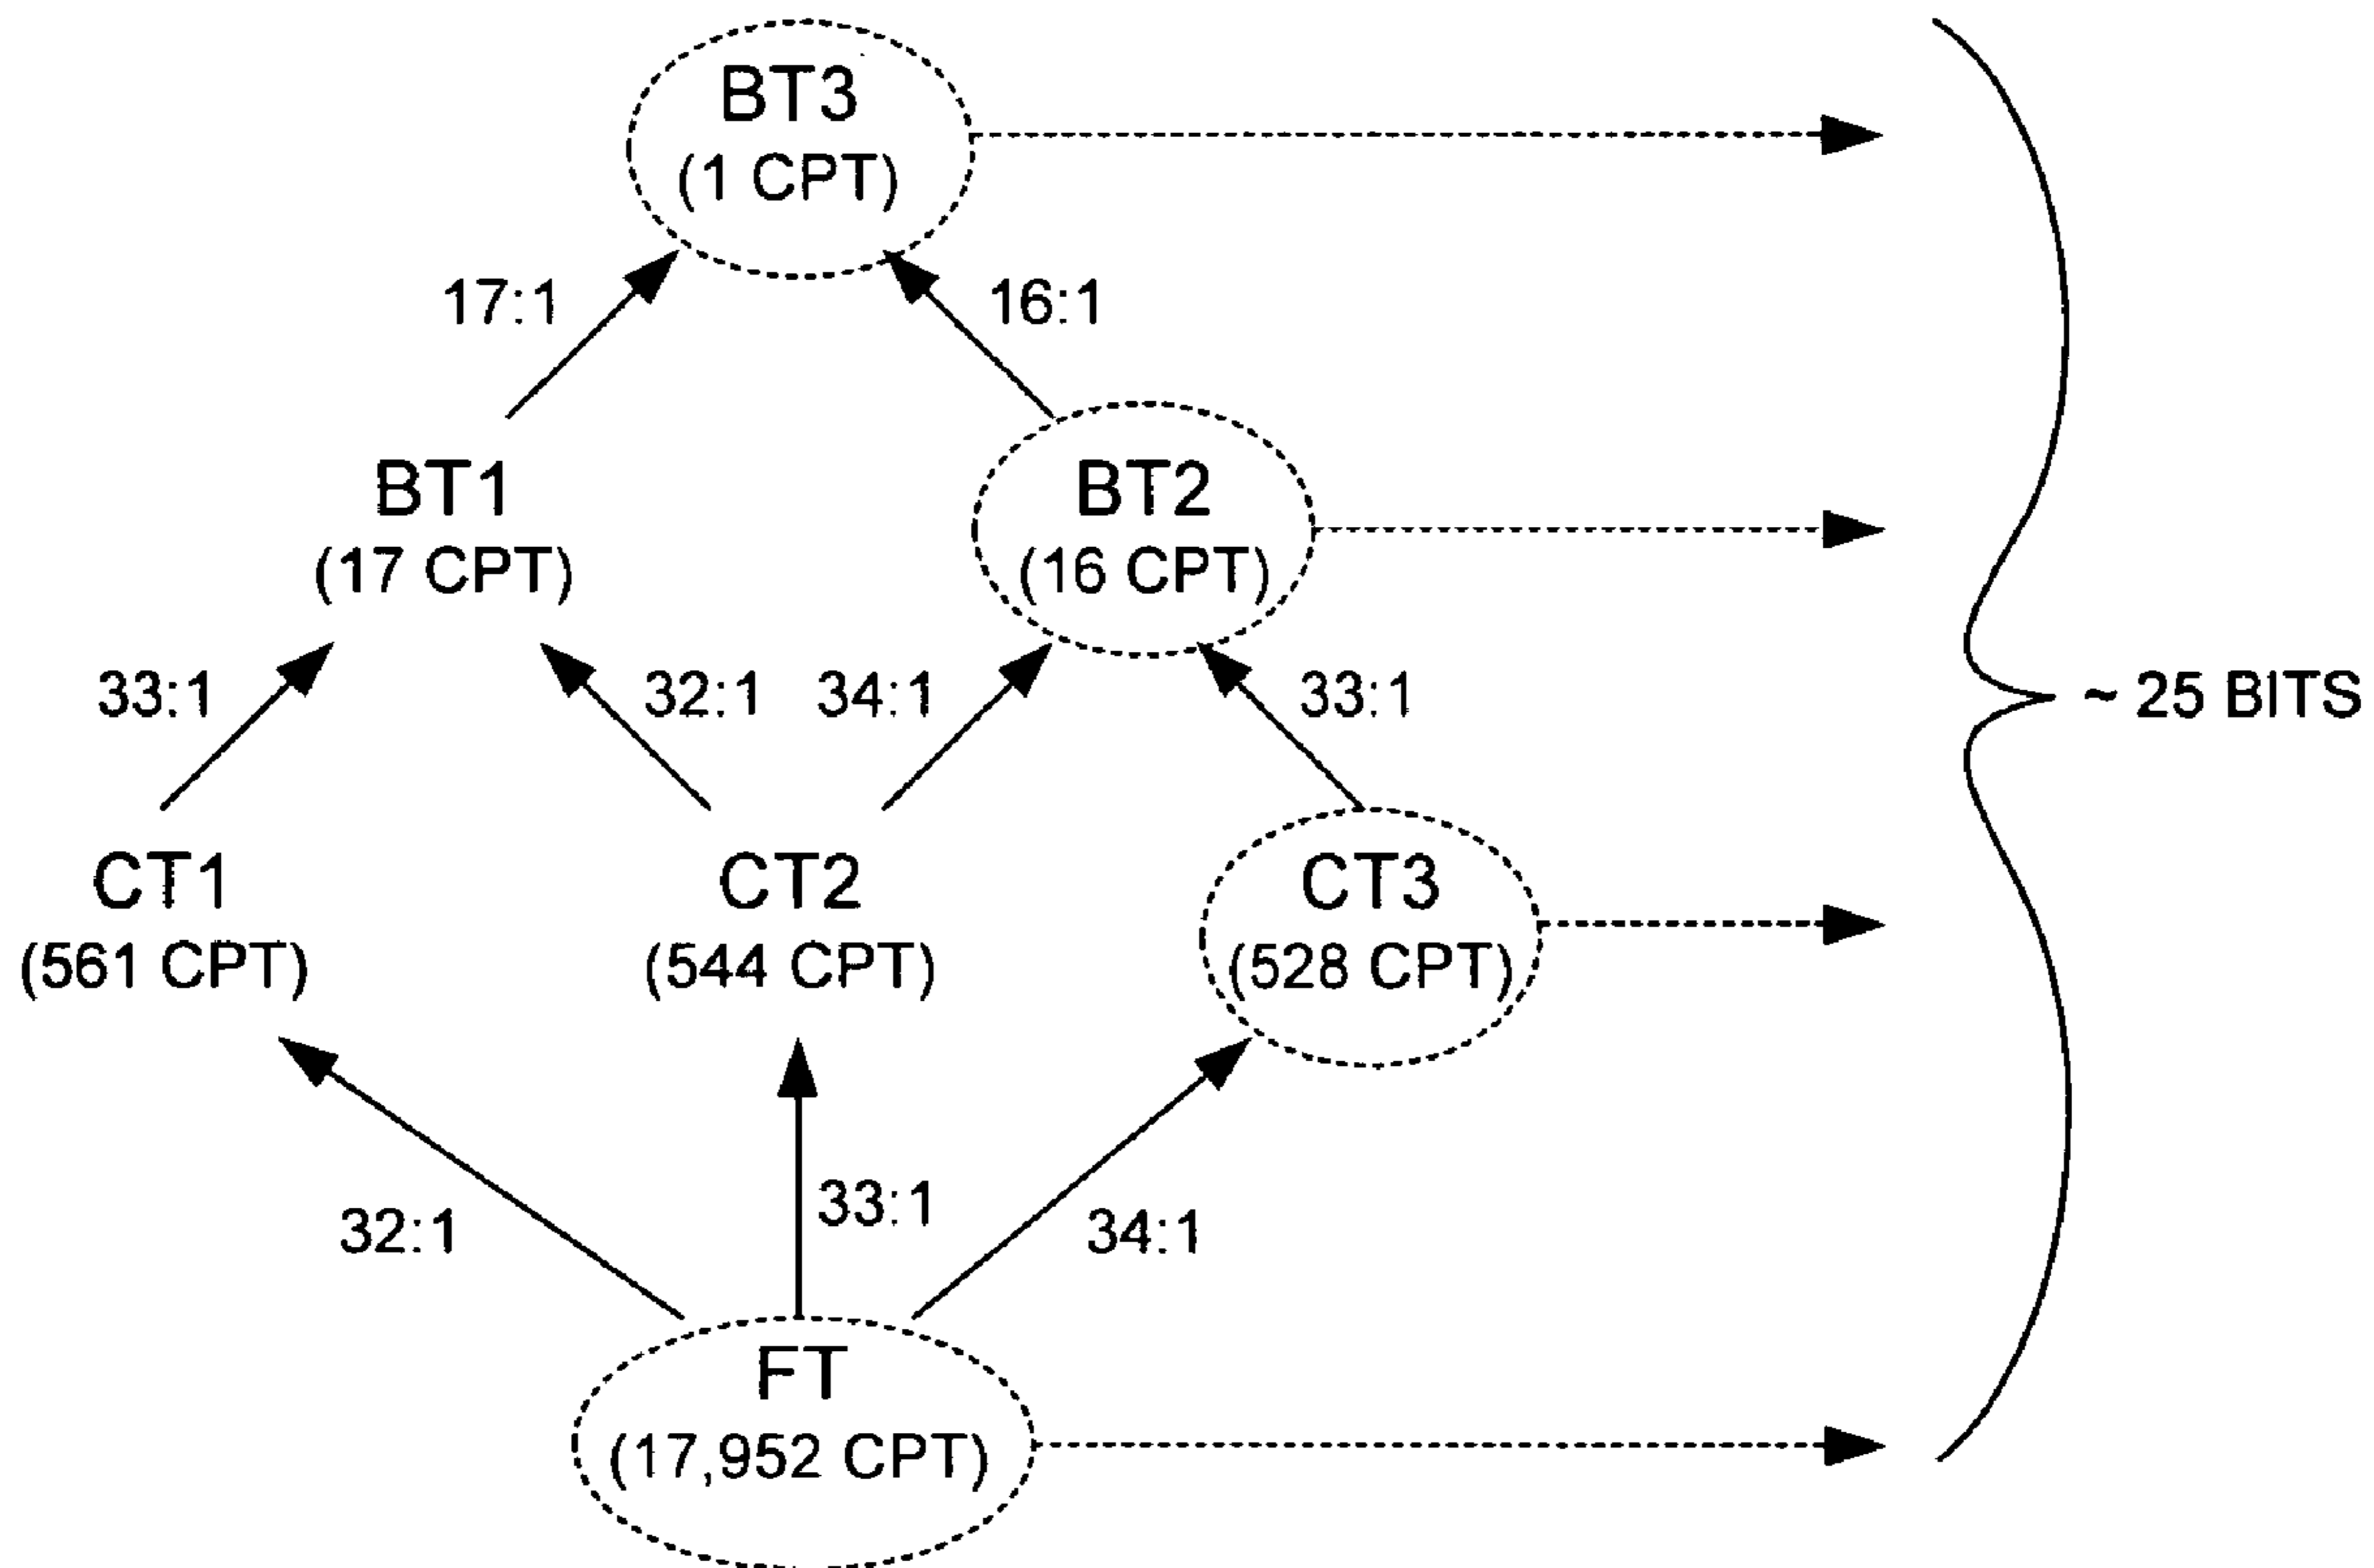 BT3
(1 CPT)
17:1
16:1
BT1
(17 CPT)
BT2
(16 CPT)
33:1
32:1
34:1
33:1
~ 25 BITS
CT1
(561 CPT)
CT2
(544 CPT)
CT3
(528 CPT)
32:1
33:1
34:1
FT
(17,952 CPT)